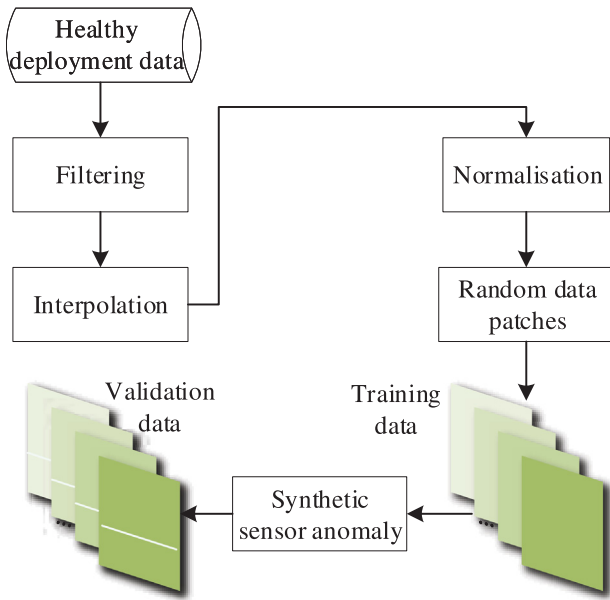 Healthy
deployment data
Filtering
Interpolation
Normalisation
Random data
patches
Training
data
Synthetic
sensor anomaly
Validation
data